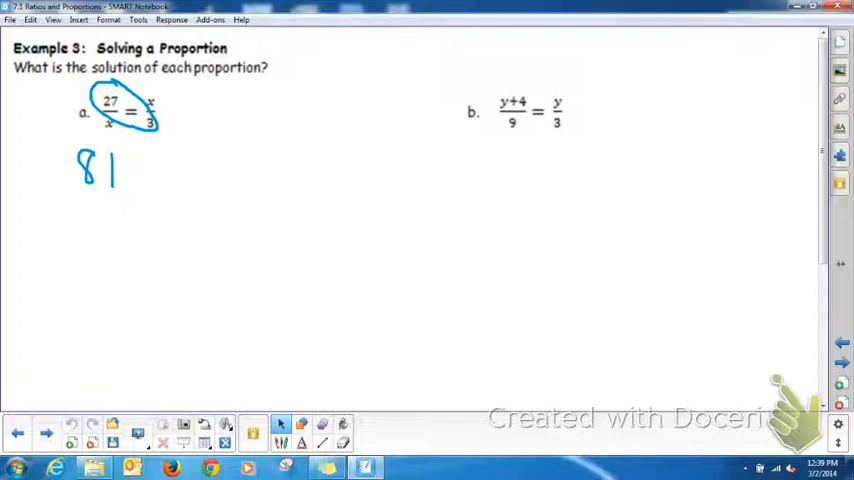 7.1 Ratios and Proportions - SMART Notebook
File Edit View Insert Format Tools Response Add-ons Help
Example 3: Solving a Proportion
What is the solution of each proportion?
a. 27/x = x/3
b. y+4/9 = y/3
81
Created with Doceri
12:39 PM
3/2/2014